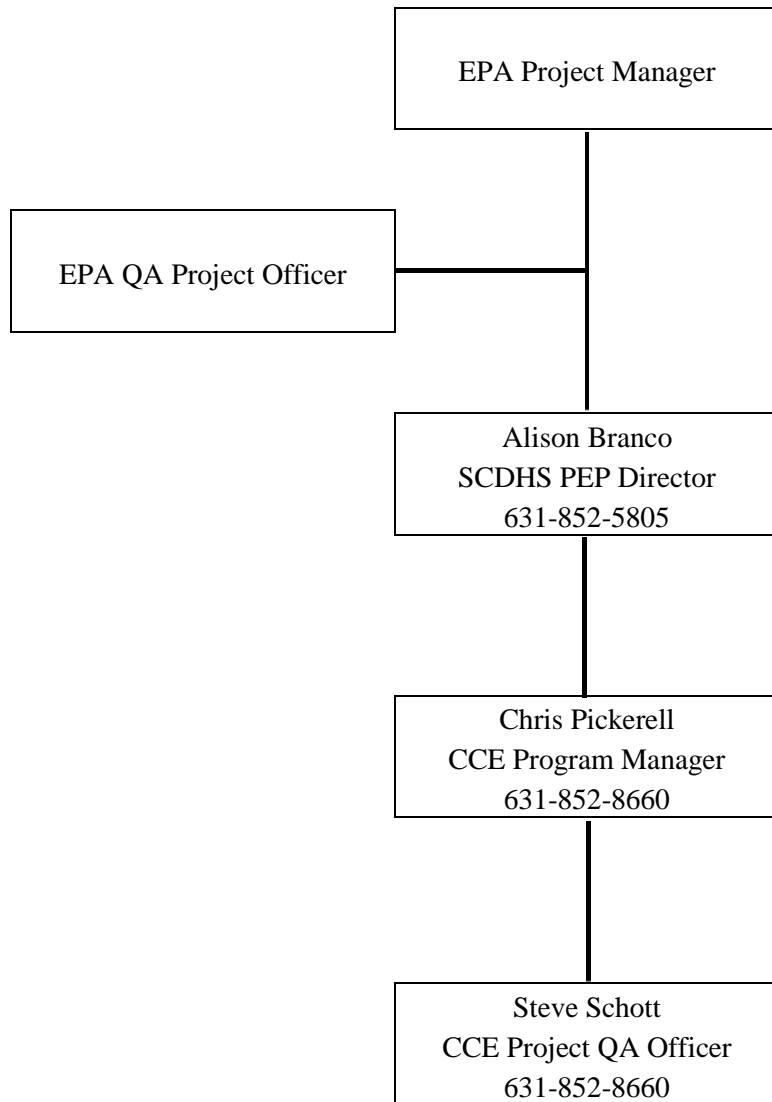 EPA Project Manager
EPA QA Project Officer
Alison Branco
SCDHS PEP Director
631-852-5805
Chris Pickerell
CCE Program Manager
631-852-8660
Steve Schott
CCE Project QA Officer
631-852-8660